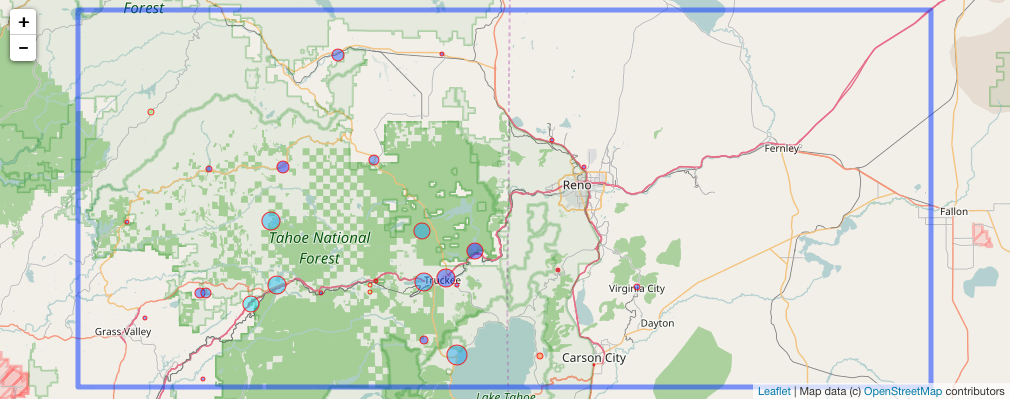 Forest
+
−
Fernley
Reno
Fallon
Tahoe National
Forest
Truckee
Virginia City
Dayton
Grass Valley
Carson City
Lake Tahoe
Leaflet | Map data (c) OpenStreetMap contributors